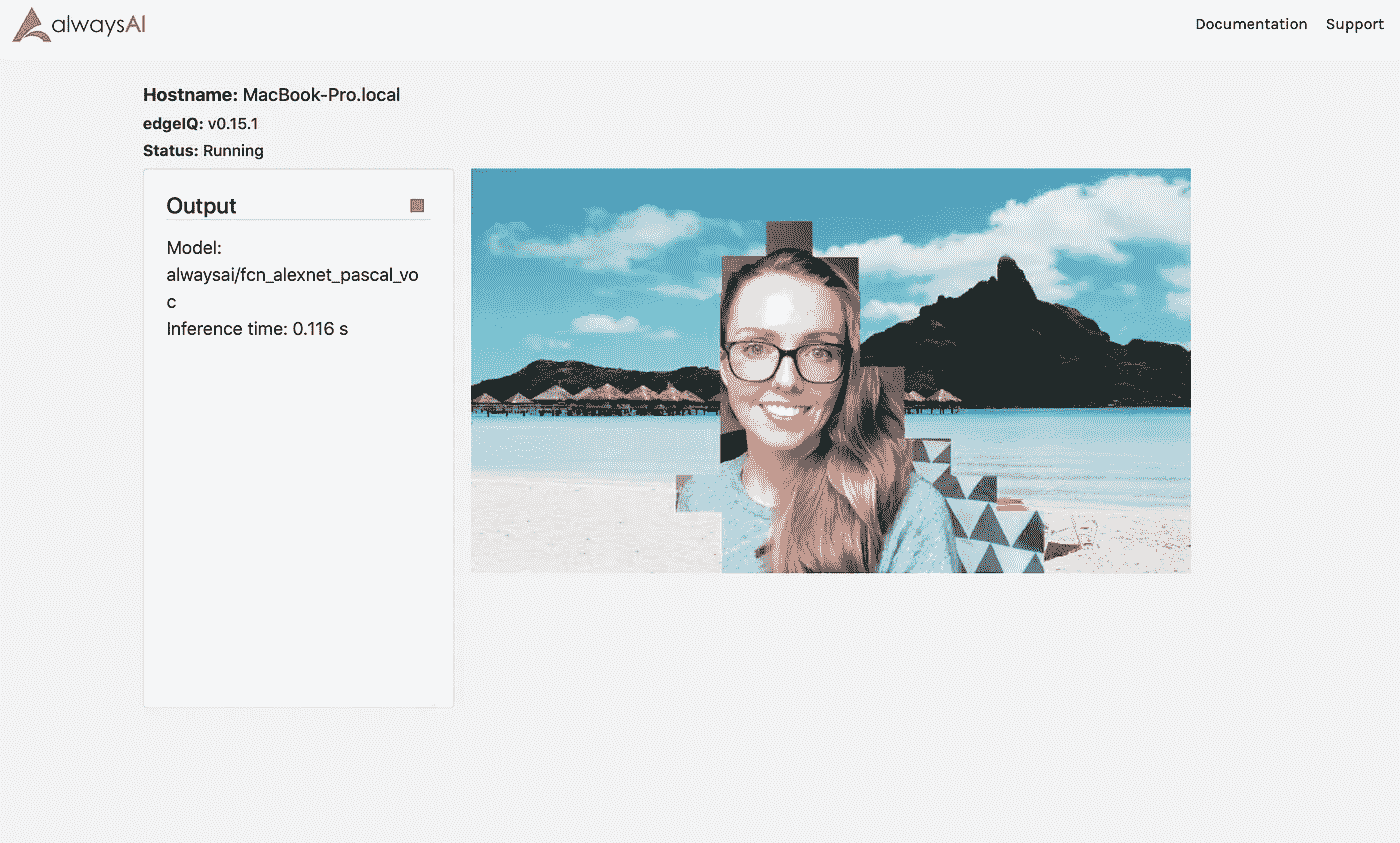 alwaysAI
Documentation Support
Hostname: MacBook-Pro.local
edgeIQ: v0.15.1
Status: Running
Output
Model:
alwaysai/fcn_alexnet_pascal_vo
c
Inference time: 0.116 s